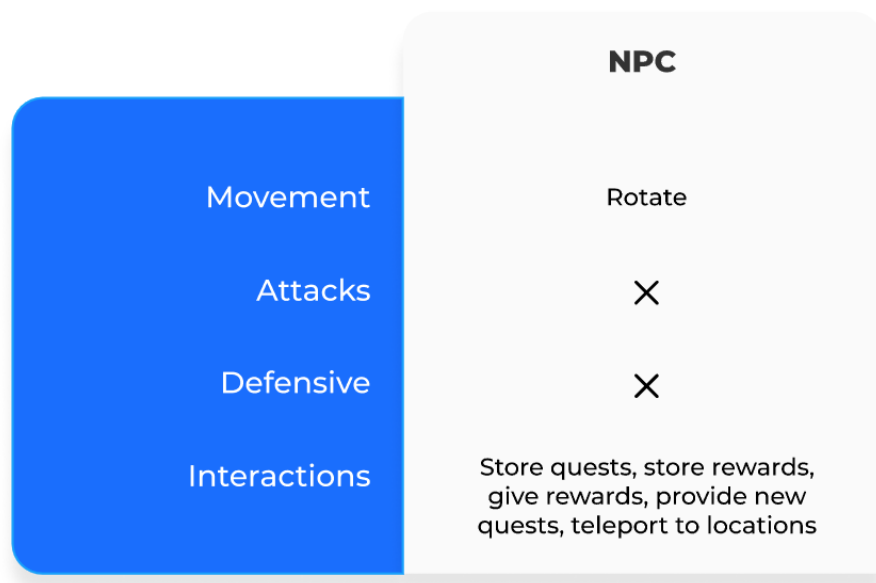 NPC
Movement
Rotate
Attacks
Defensive
Interactions
Store quests, store rewards,
give rewards, provide new
quests, teleport to locations